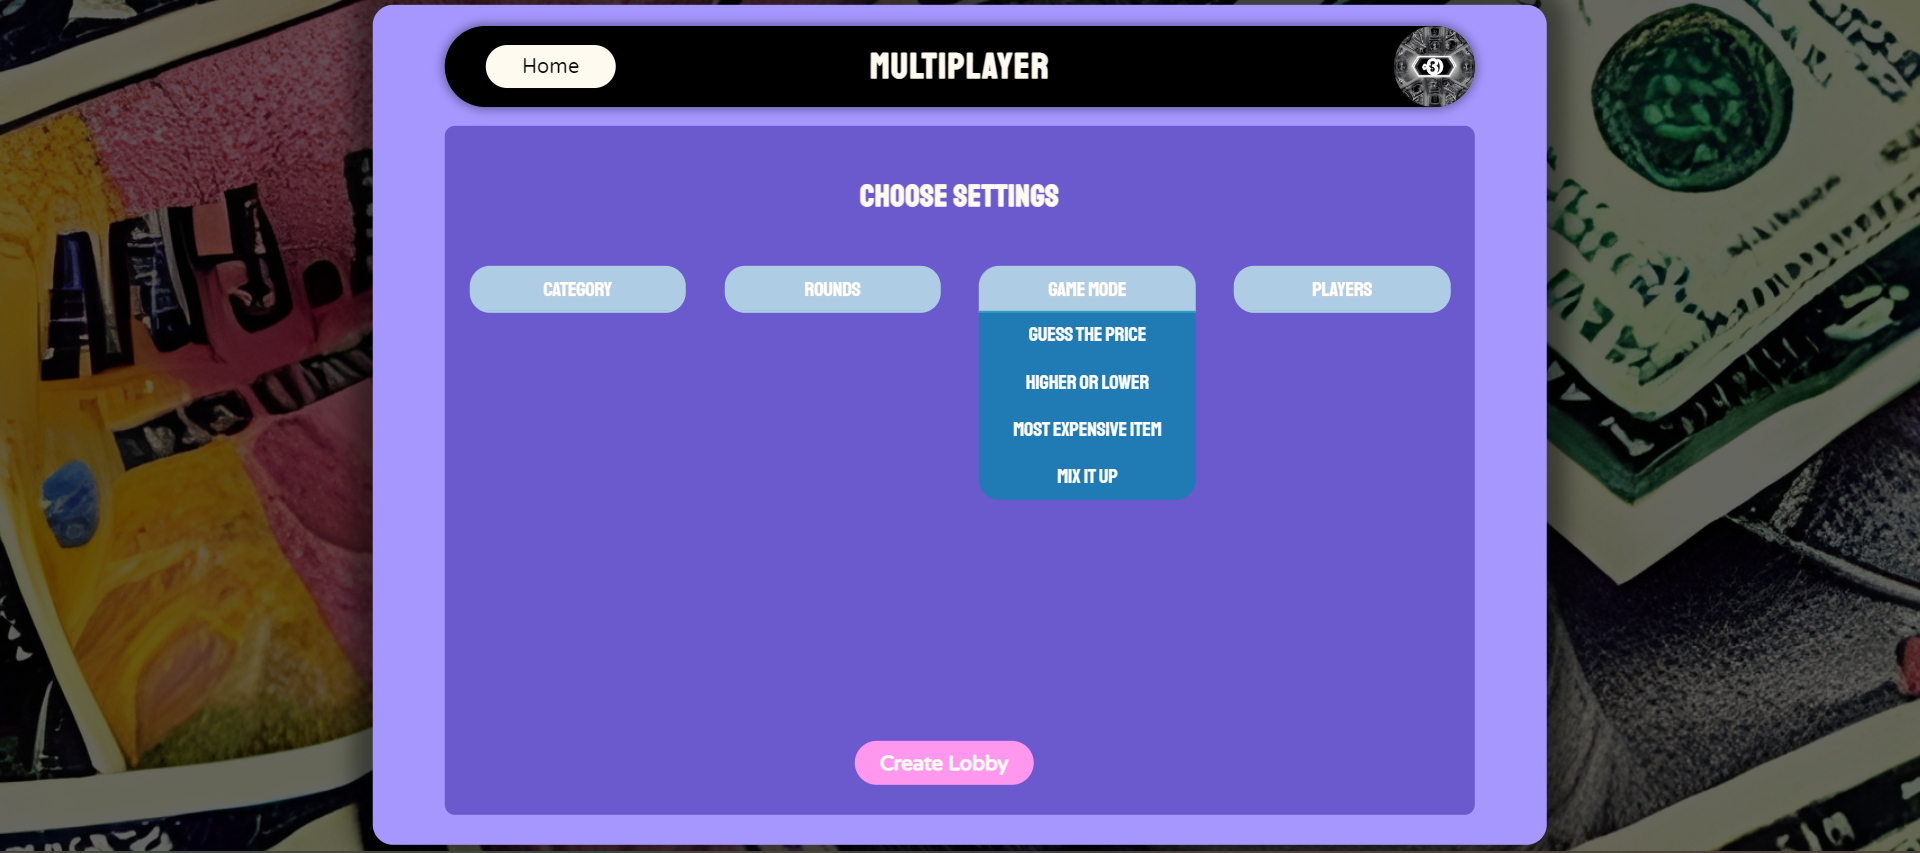 Home
MULTIPLAYER
CHOOSE SETTINGS
CATEGORY
ROUNDS
GAME MODE
PLAYERS
GUESS THE PRICE
HIGHER OR LOWER
MOST EXPENSIVE ITEM
MIX IT UP
Create Lobby